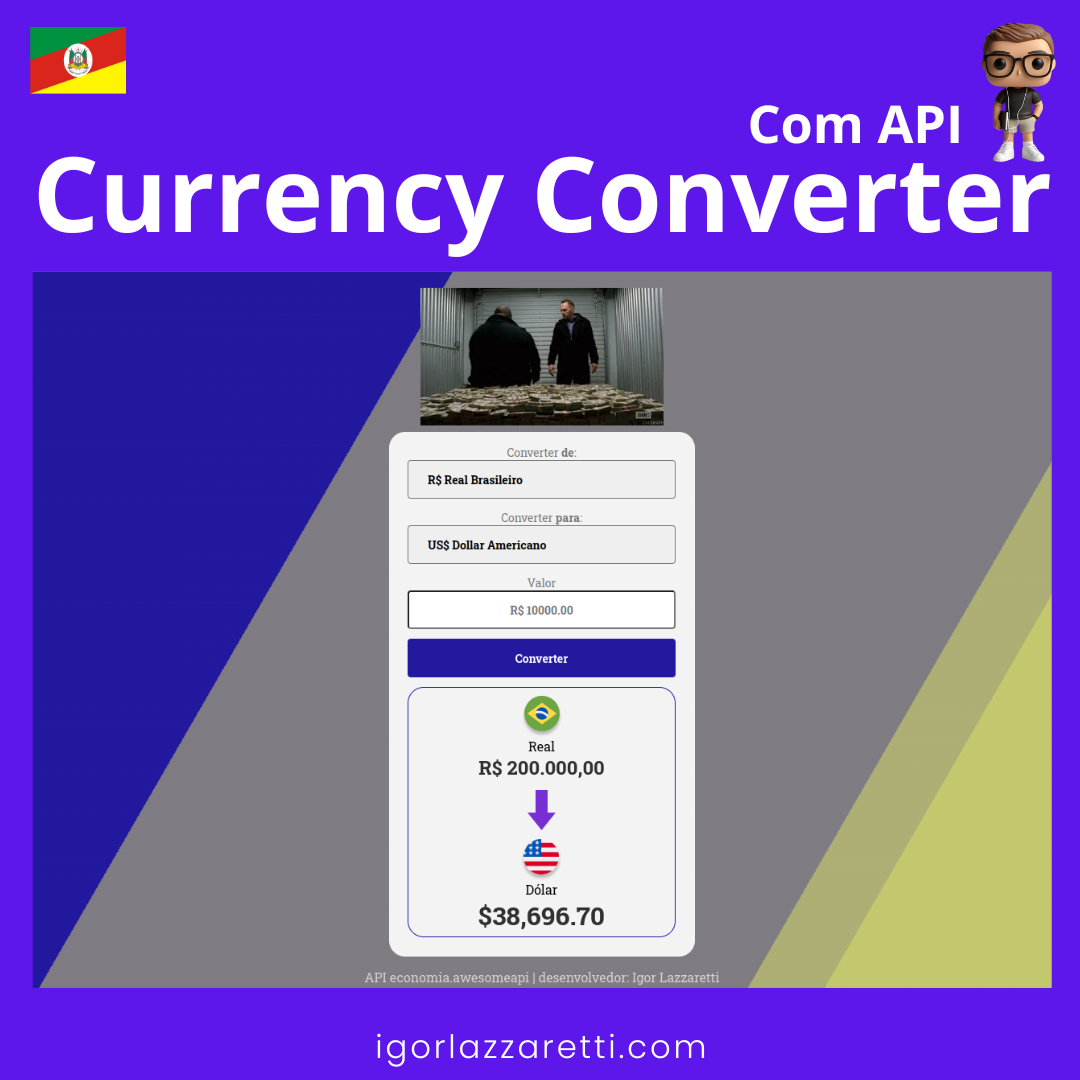 Com API
Currency Converter
Converter de:
R$ Real Brasileiro
Converter para:
US$ Dollar Americano
Valor
R$ 10000.00
Converter
Real
R$ 200.000,00
Dólar
$38,696.70
API economia.awesomeapi | desenvolvedor: Igor Lazzaretti
igorlazzaretti.com